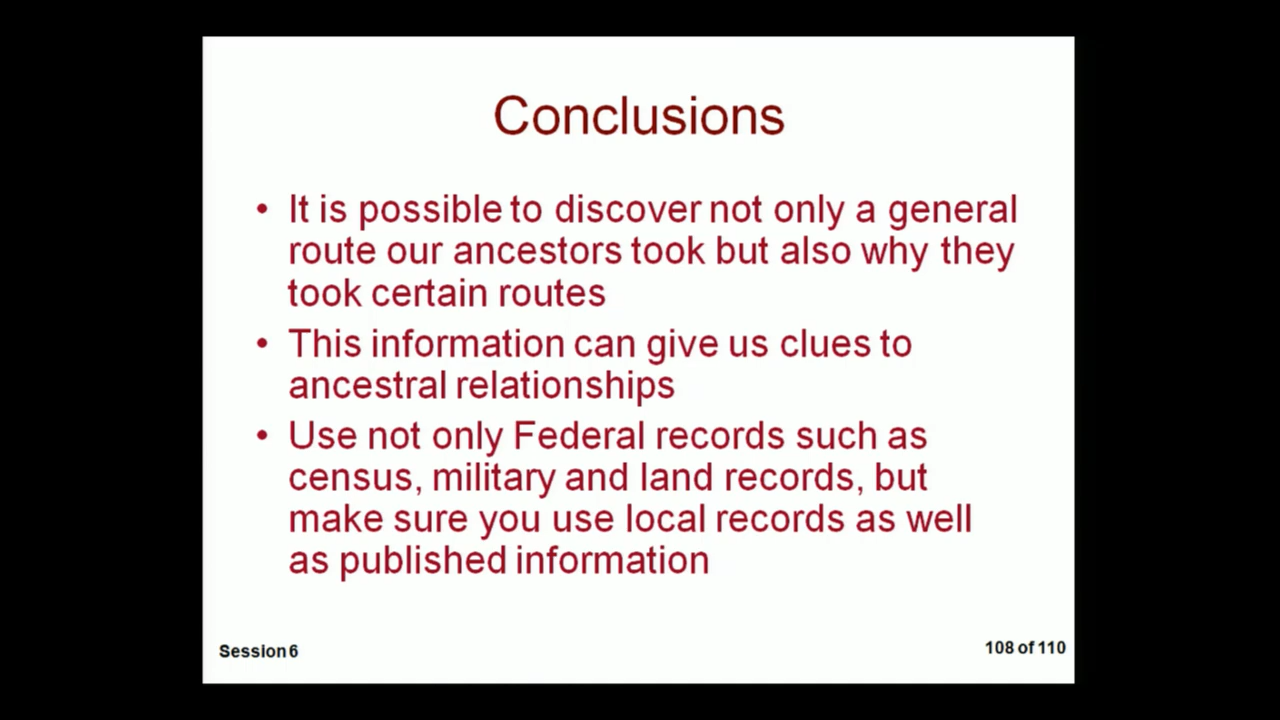 Conclusions
• It is possible to discover not only a general
route our ancestors took but also why they
took certain routes
• This information can give us clues to
ancestral relationships
• Use not only Federal records such as
census, military and land records, but
make sure you use local records as well
as published information
Session 6
108 of 110